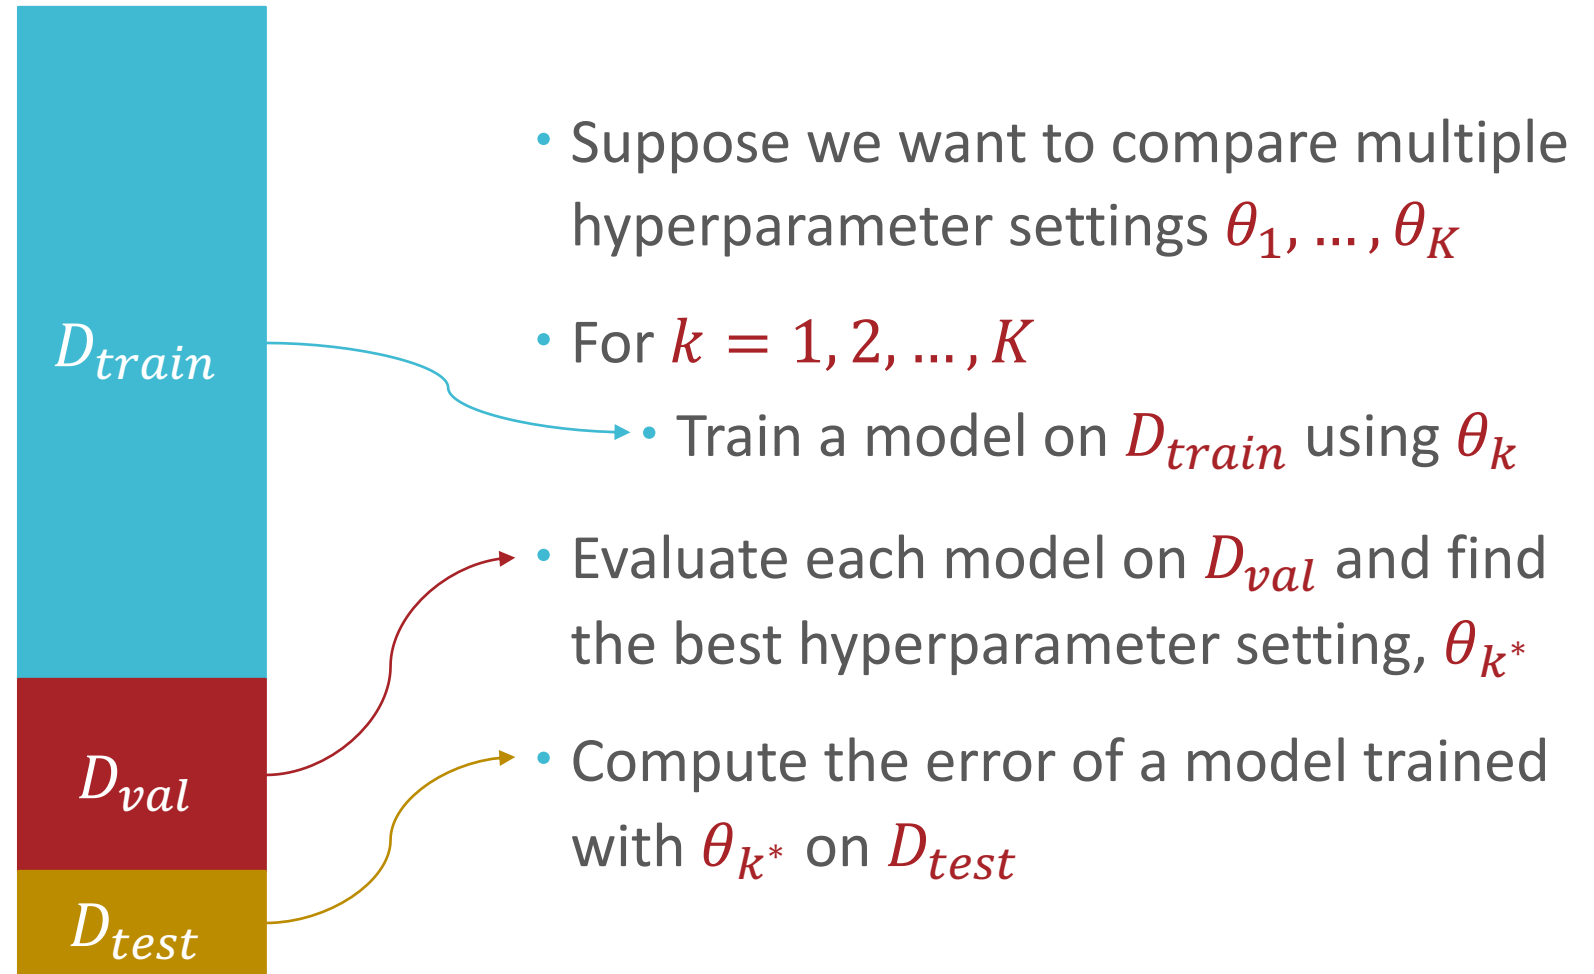 D_train
D_val
D_test
• Suppose we want to compare multiple
hyperparameter settings θ_1, … , θ_K
• For k = 1, 2, … , K
• Train a model on D_train using θ_k
• Evaluate each model on D_val and find
the best hyperparameter setting, θ_k*
• Compute the error of a model trained
with θ_k* on D_test